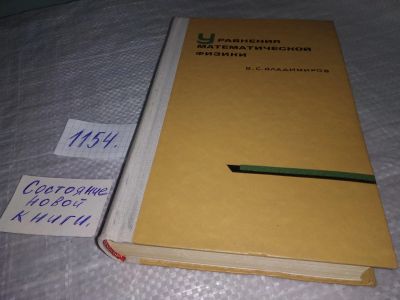 УРАВНЕНИЯ
МАТЕМАТИЧЕСКОЙ
ФИЗИКИ
В. С. ВЛАДИМИРОВ
1154.
Состояние
новой
книги.